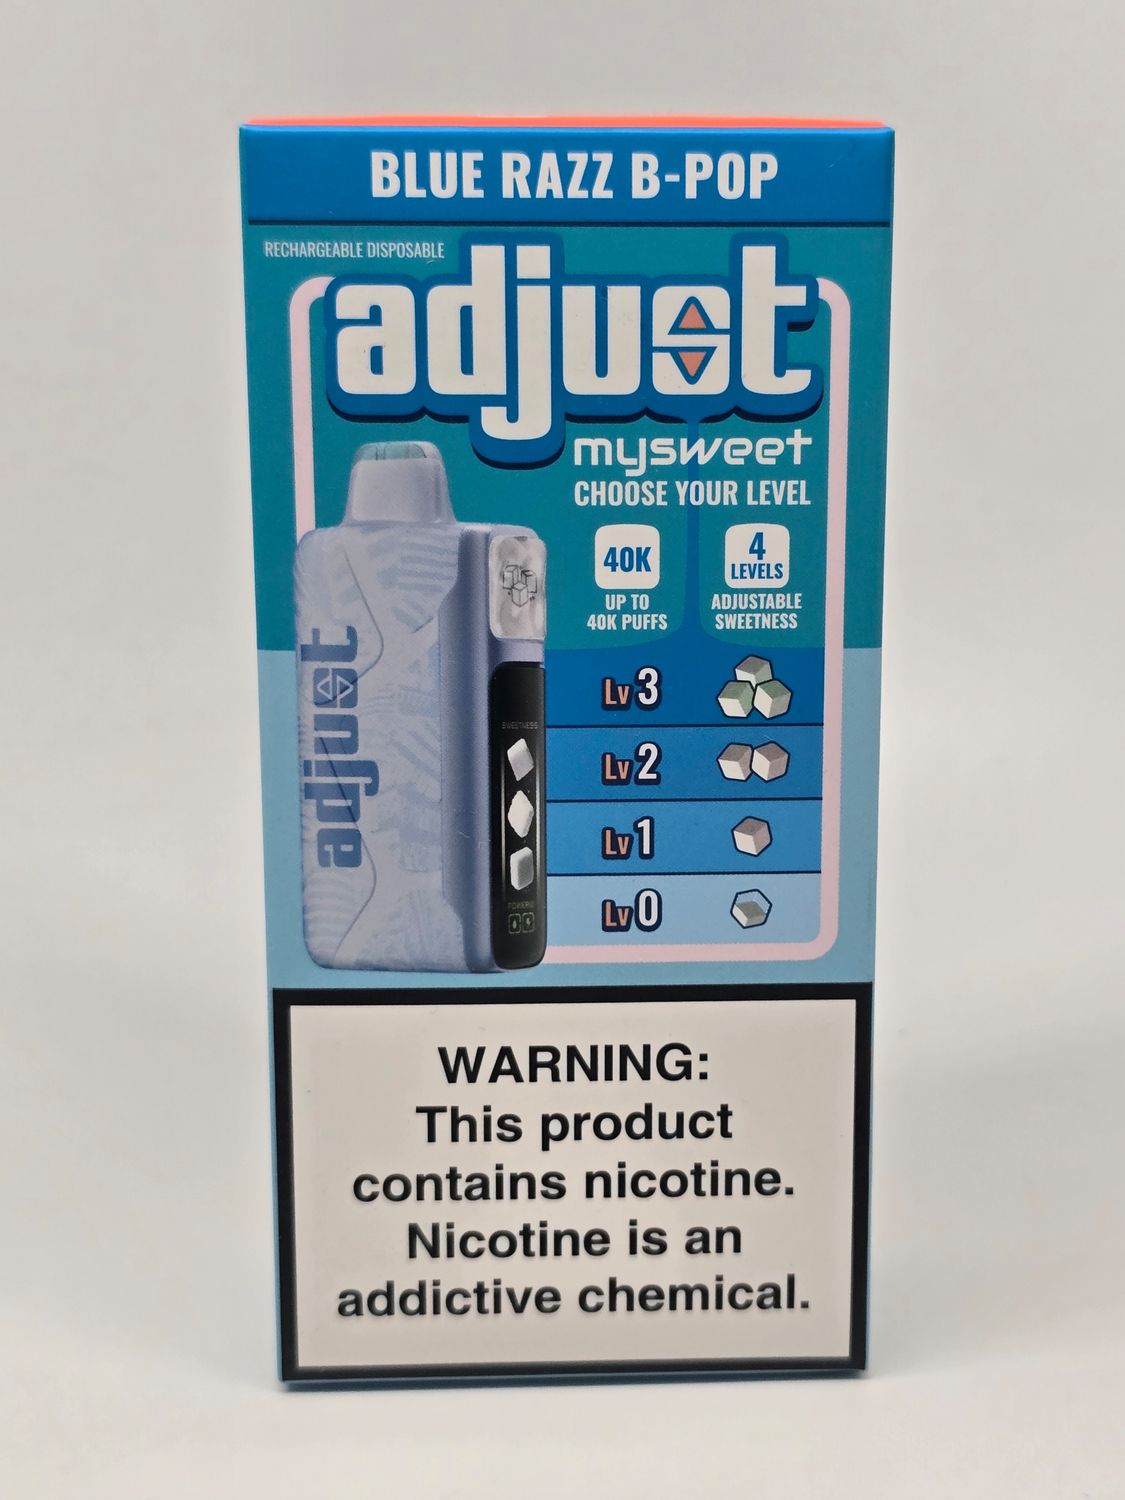 BLUE RAZZ B-POP
RECHARGEABLE DISPOSABLE
adjust
mysweet
CHOOSE YOUR LEVEL
40K
UP TO
40K PUFFS
4
LEVELS
ADJUSTABLE
SWEETNESS
adjust
SWEETNESS
POWER
Lv 3
Lv 2
Lv 1
Lv 0
WARNING:
This product
contains nicotine.
Nicotine is an
addictive chemical.